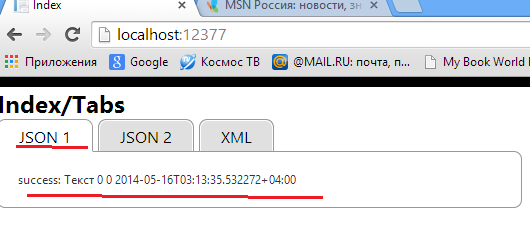 Index
MSN Россия: новости, зн
localhost:12377
Приложения Google Космос ТВ @MAIL.RU: почта, п... My Book World
Index/Tabs
JSON 1 JSON 2 XML
success: Текст 0 0 2014-05-16T03:13:35.532272+04:00